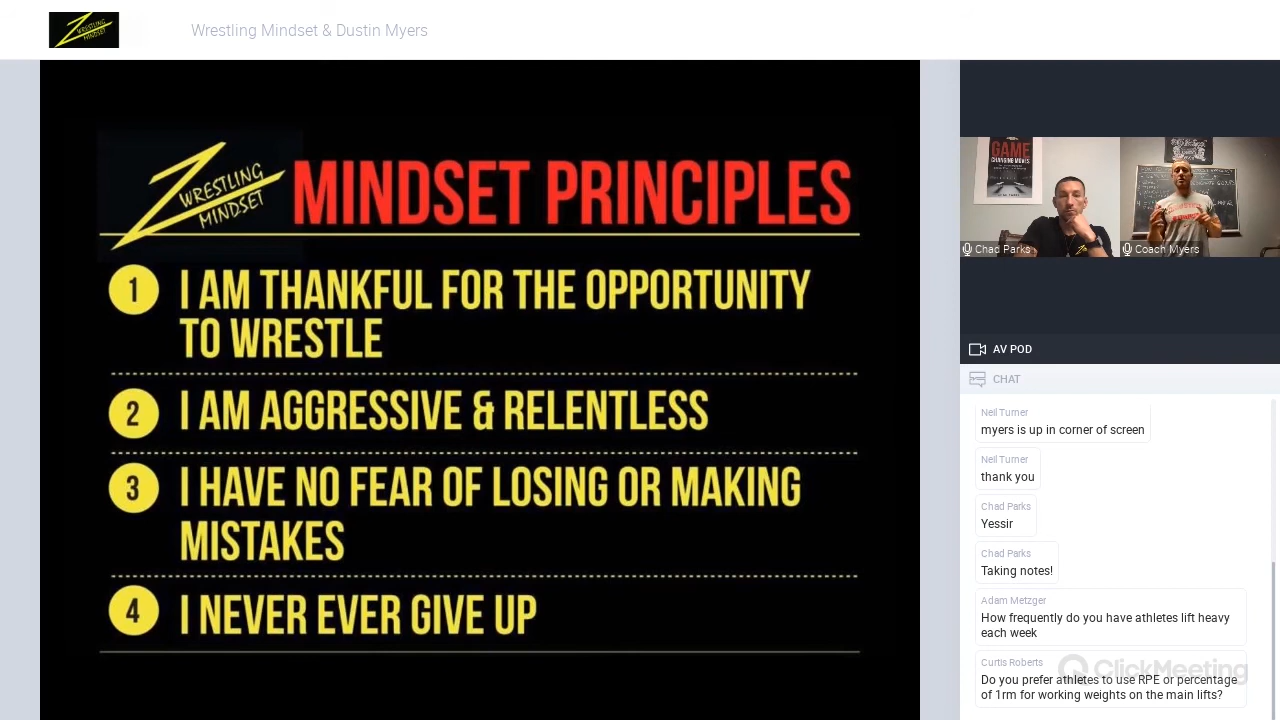 WRESTLING
MINDSET
Wrestling Mindset & Dustin Myers
WRESTLING
MINDSET
MINDSET PRINCIPLES
1 I AM THANKFUL FOR THE OPPORTUNITY
TO WRESTLE
2 I AM AGGRESSIVE & RELENTLESS
3 I HAVE NO FEAR OF LOSING OR MAKING
MISTAKES
4 I NEVER EVER GIVE UP
GAME
CHANGING MOVES
Chad Parks
Coach Myers
AV POD
CHAT
Neil Turner
myers is up in corner of screen
Neil Turner
thank you
Chad Parks
Yessir
Chad Parks
Taking notes!
Adam Metzger
How frequently do you have athletes lift heavy
each week
Curtis Roberts
ClickMeeting
Do you prefer athletes to use RPE or percentage
of 1rm for working weights on the main lifts?